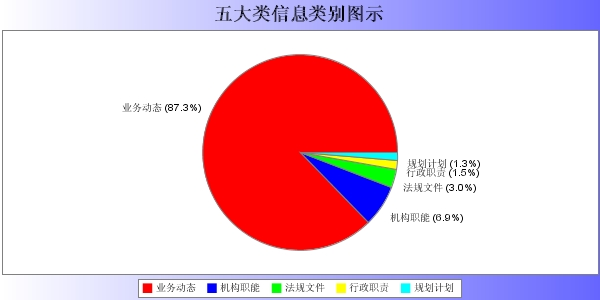 五大类信息类别图示
业务动态 (87.3%)
规划计划 (1.3%)
行政职责 (1.5%)
法规文件 (3.0%)
机构职能 (6.9%)
业务动态 机构职能 法规文件 行政职责 规划计划